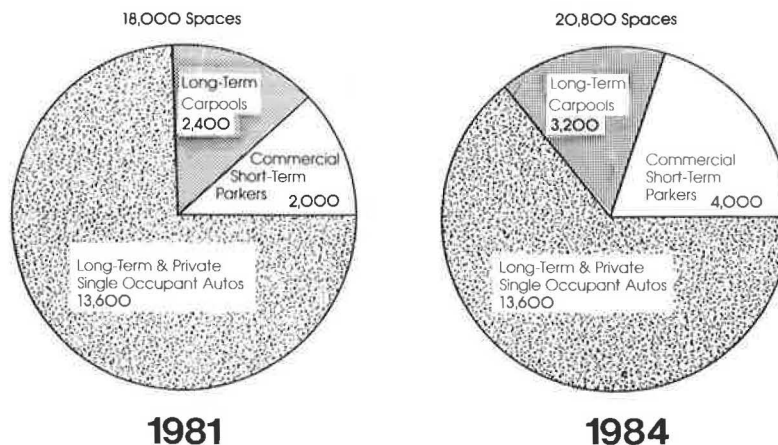 18,000 Spaces
Long-Term
Carpools
2,400
Commercial
Short-Term
Parkers
2,000
Long-Term & Private
Single Occupant Autos
13,600
1981
20,800 Spaces
Long-Term
Carpools
3,200
Commercial
Short-Term
Parkers
4,000
Long-Term & Private
Single Occupant Autos
13,600
1984